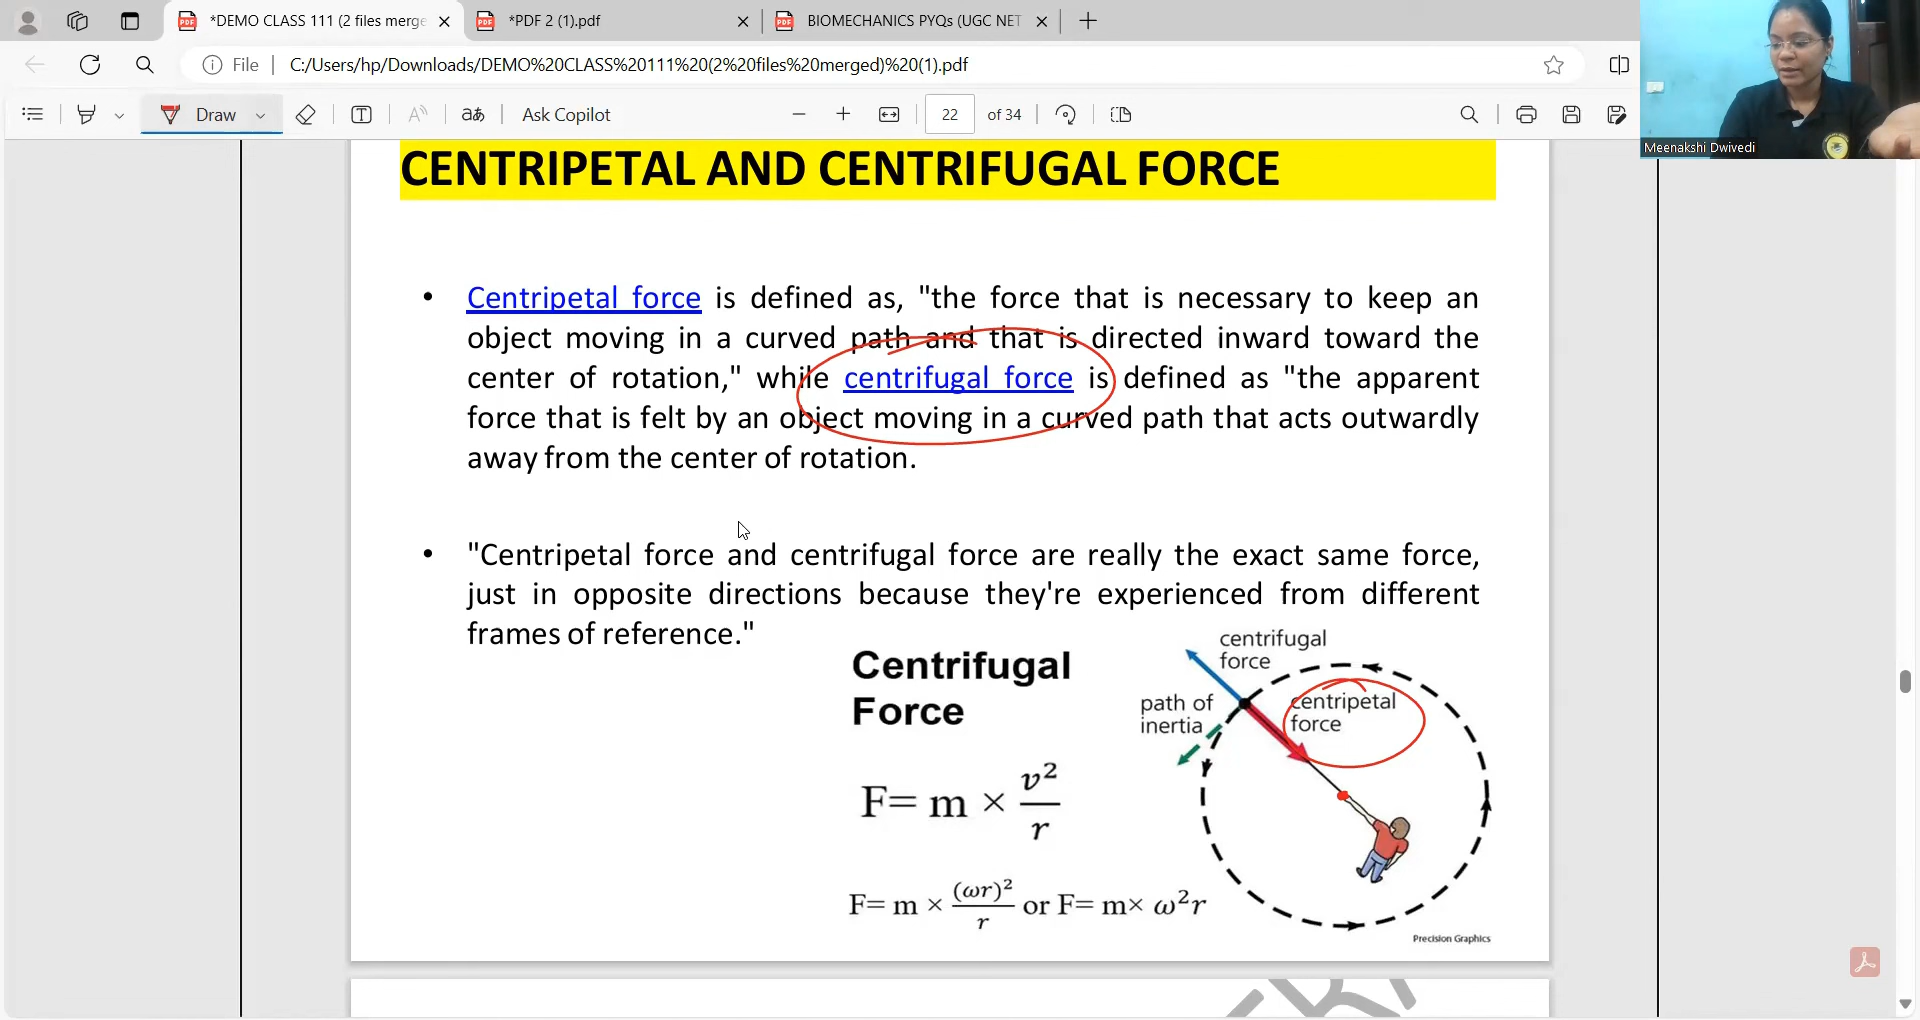 *DEMO CLASS 111 (2 files merge
*PDF 2 (1).pdf
BIOMECHANICS PYQs (UGC NET
File
C:/Users/hp/Downloads/DEMO%20CLASS%20111%20(2%20files%20merged)%20(1).pdf
Draw
T
A
aあ
Ask Copilot
22
of 34
Meenakshi Dwivedi
CENTRIPETAL AND CENTRIFUGAL FORCE
• Centripetal force is defined as, "the force that is necessary to keep an
object moving in a curved path and that is directed inward toward the
center of rotation," while centrifugal force is defined as "the apparent
force that is felt by an object moving in a curved path that acts outwardly
away from the center of rotation.
• "Centripetal force and centrifugal force are really the exact same force,
just in opposite directions because they're experienced from different
frames of reference."
Centrifugal
Force
F= m × v²/r
F= m × (ωr)²/r or F= m× ω²r
centrifugal
force
path of
inertia
centripetal
force
Precision Graphics